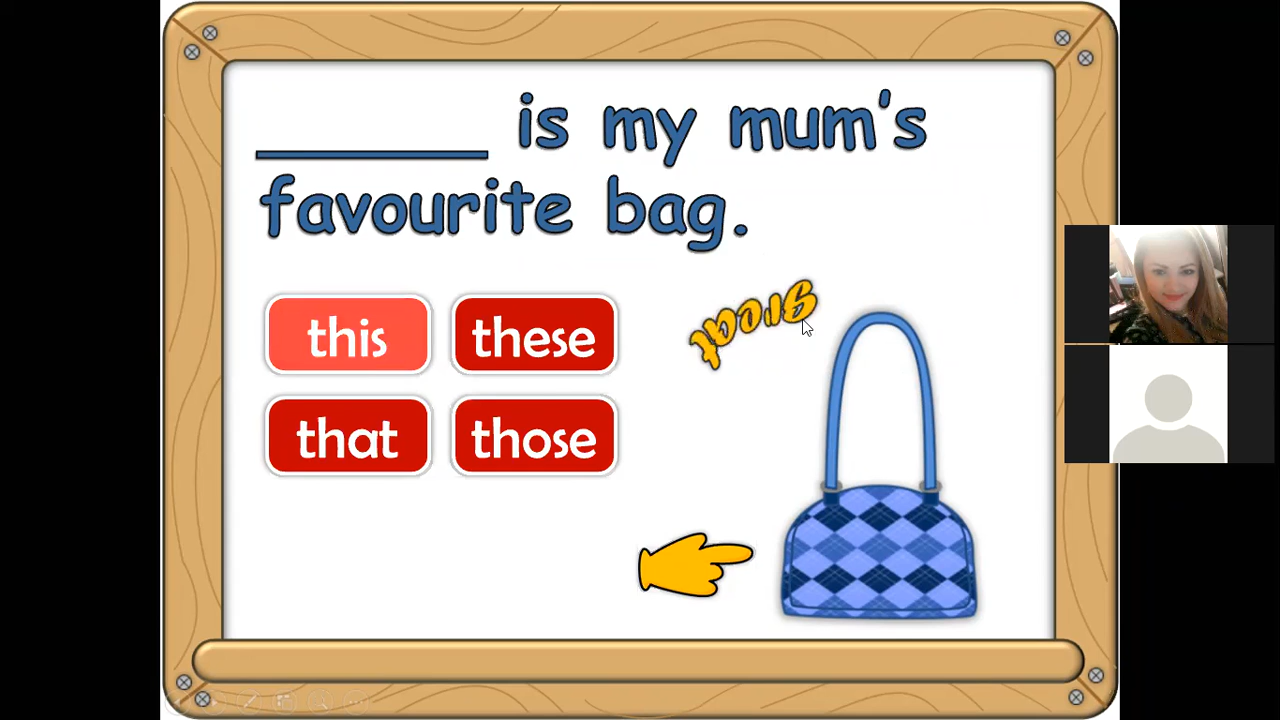 ______ is my mum's
favourite bag.
this these
great
that those